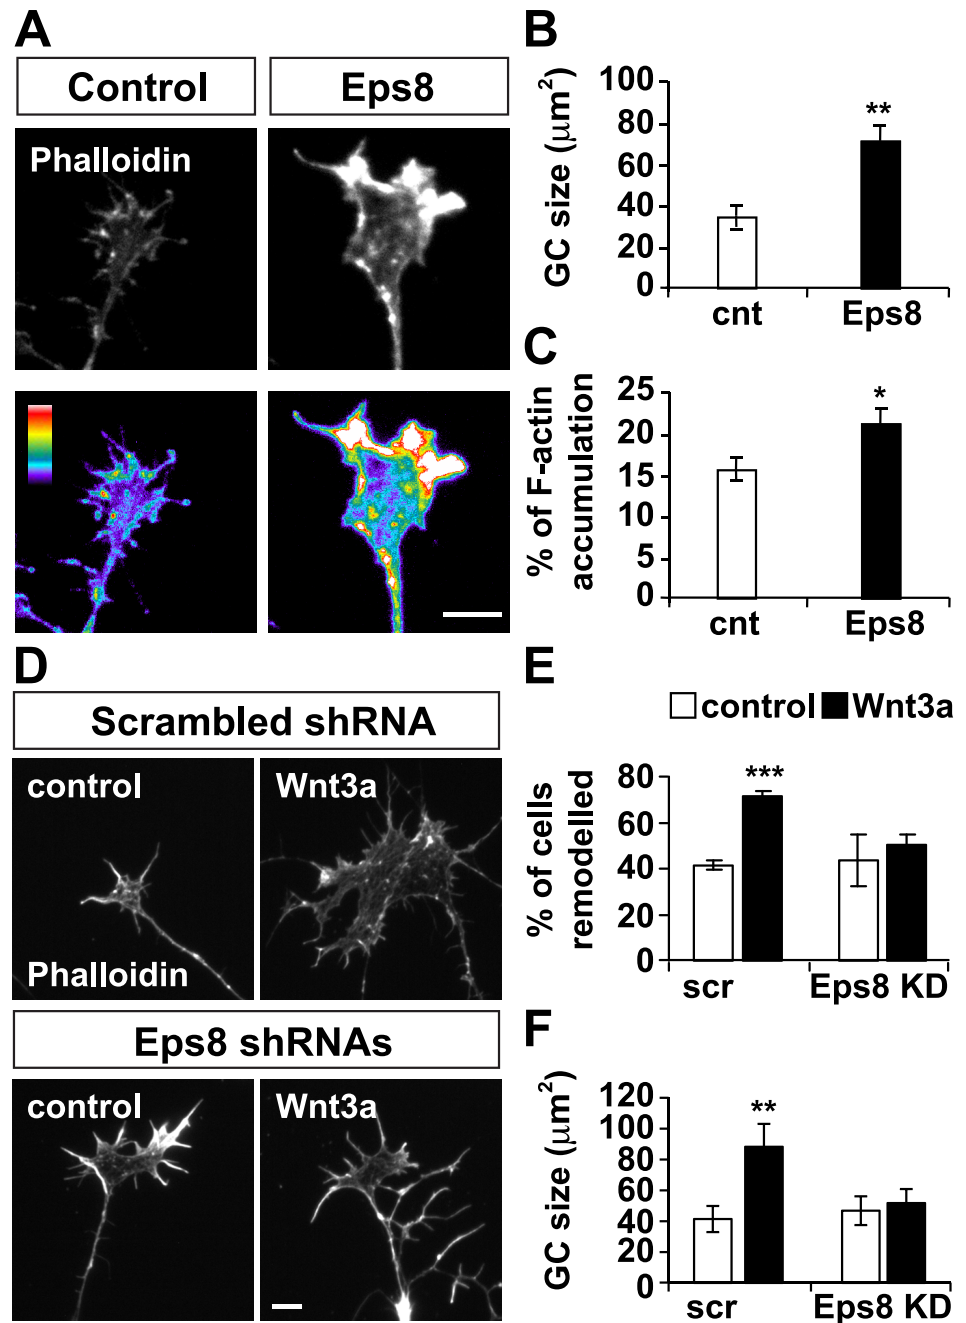 A
Control
Eps8
Phalloidin
B
GC size (μm²)
100
80
60
40
20
0
**
cnt
Eps8
C
% of F-actin
accumulation
25
20
15
10
5
0
*
cnt
Eps8
D
Scrambled shRNA
control
Wnt3a
Phalloidin
Eps8 shRNAs
control
Wnt3a
E
control
Wnt3a
% of cells
remodelled
80
60
40
20
0
***
scr
Eps8 KD
F
GC size (μm²)
120
100
80
60
40
20
0
**
scr
Eps8 KD